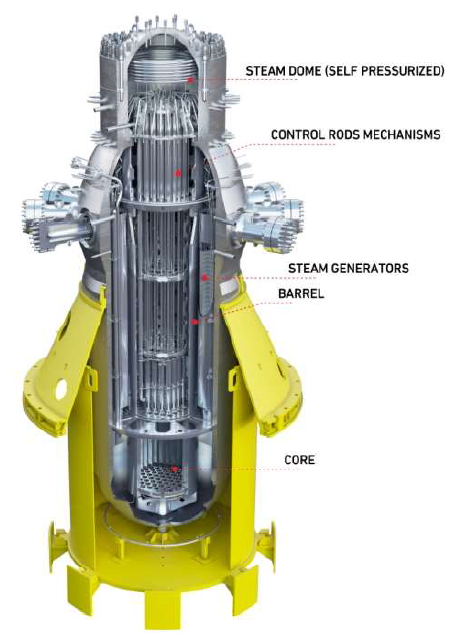 STEAM DOME (SELF PRESSURIZED)
CONTROL RODS MECHANISMS
STEAM GENERATORS
BARREL
CORE